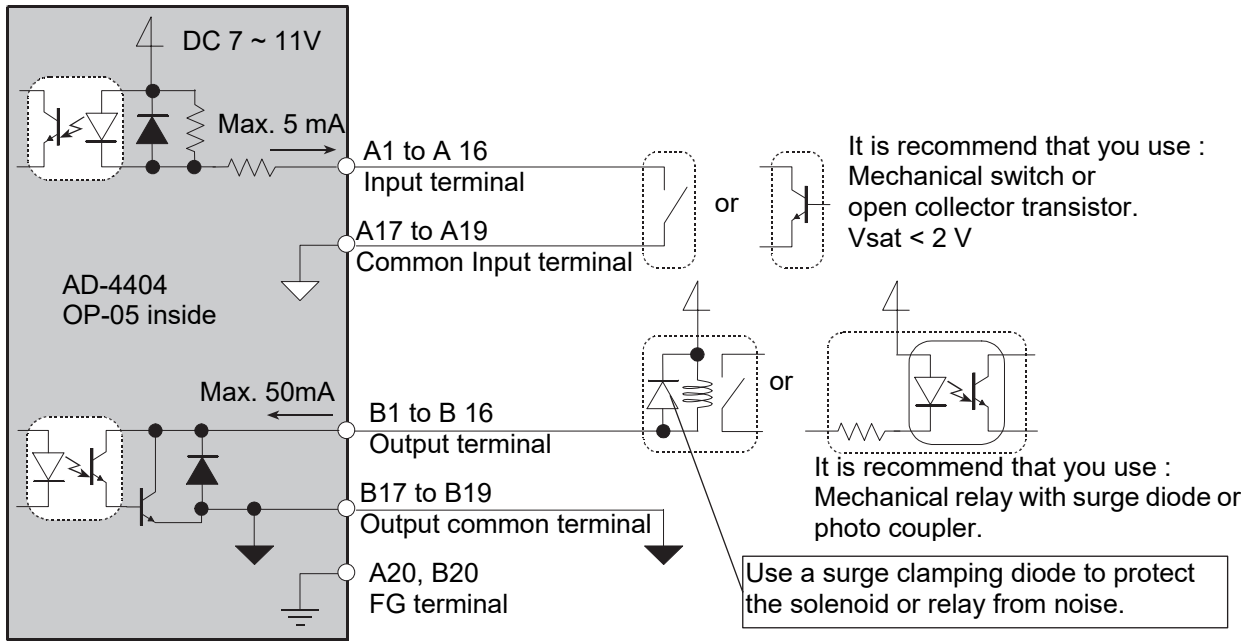 DC 7 ~ 11V
Max. 5 mA
A1 to A 16
Input terminal
A17 to A19
Common Input terminal
or
It is recommend that you use :
Mechanical switch or
open collector transistor.
Vsat < 2 V
AD-4404
OP-05 inside
Max. 50mA
B1 to B 16
Output terminal
B17 to B19
Output common terminal
A20, B20
FG terminal
or
It is recommend that you use :
Mechanical relay with surge diode or
photo coupler.
Use a surge clamping diode to protect
the solenoid or relay from noise.